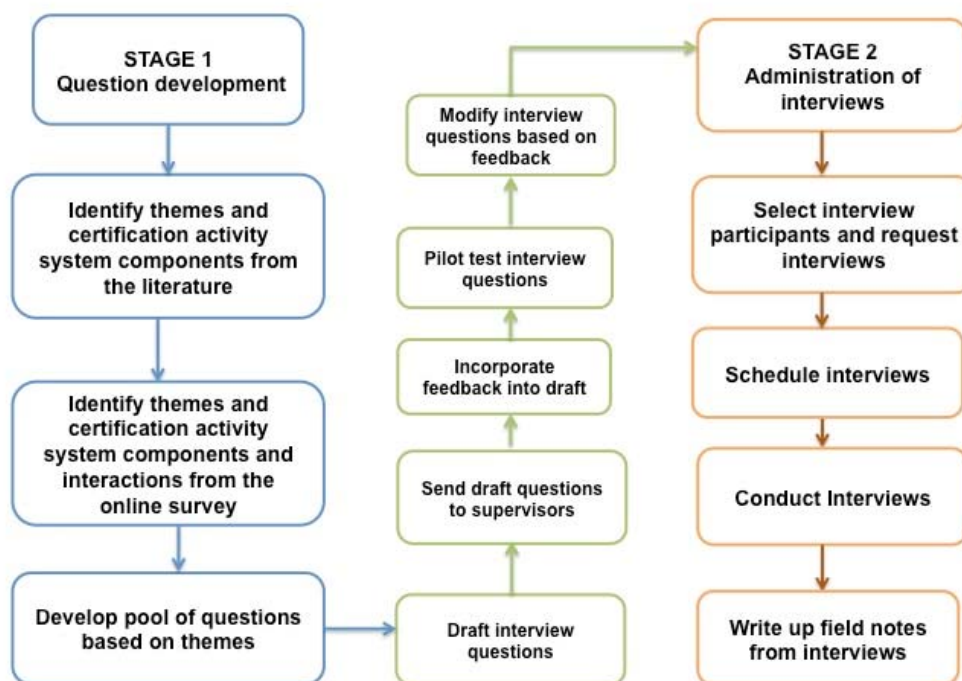 STAGE 1
Question development
Identify themes and
certification activity
system components from
the literature
Identify themes and
certification activity
system components and
interactions from the
online survey
Develop pool of questions
based on themes
Draft interview
questions
Send draft questions
to supervisors
Incorporate
feedback into draft
Pilot test interview
questions
Modify interview
questions based on
feedback
STAGE 2
Administration of
interviews
Select interview
participants and request
interviews
Schedule interviews
Conduct Interviews
Write up field notes
from interviews